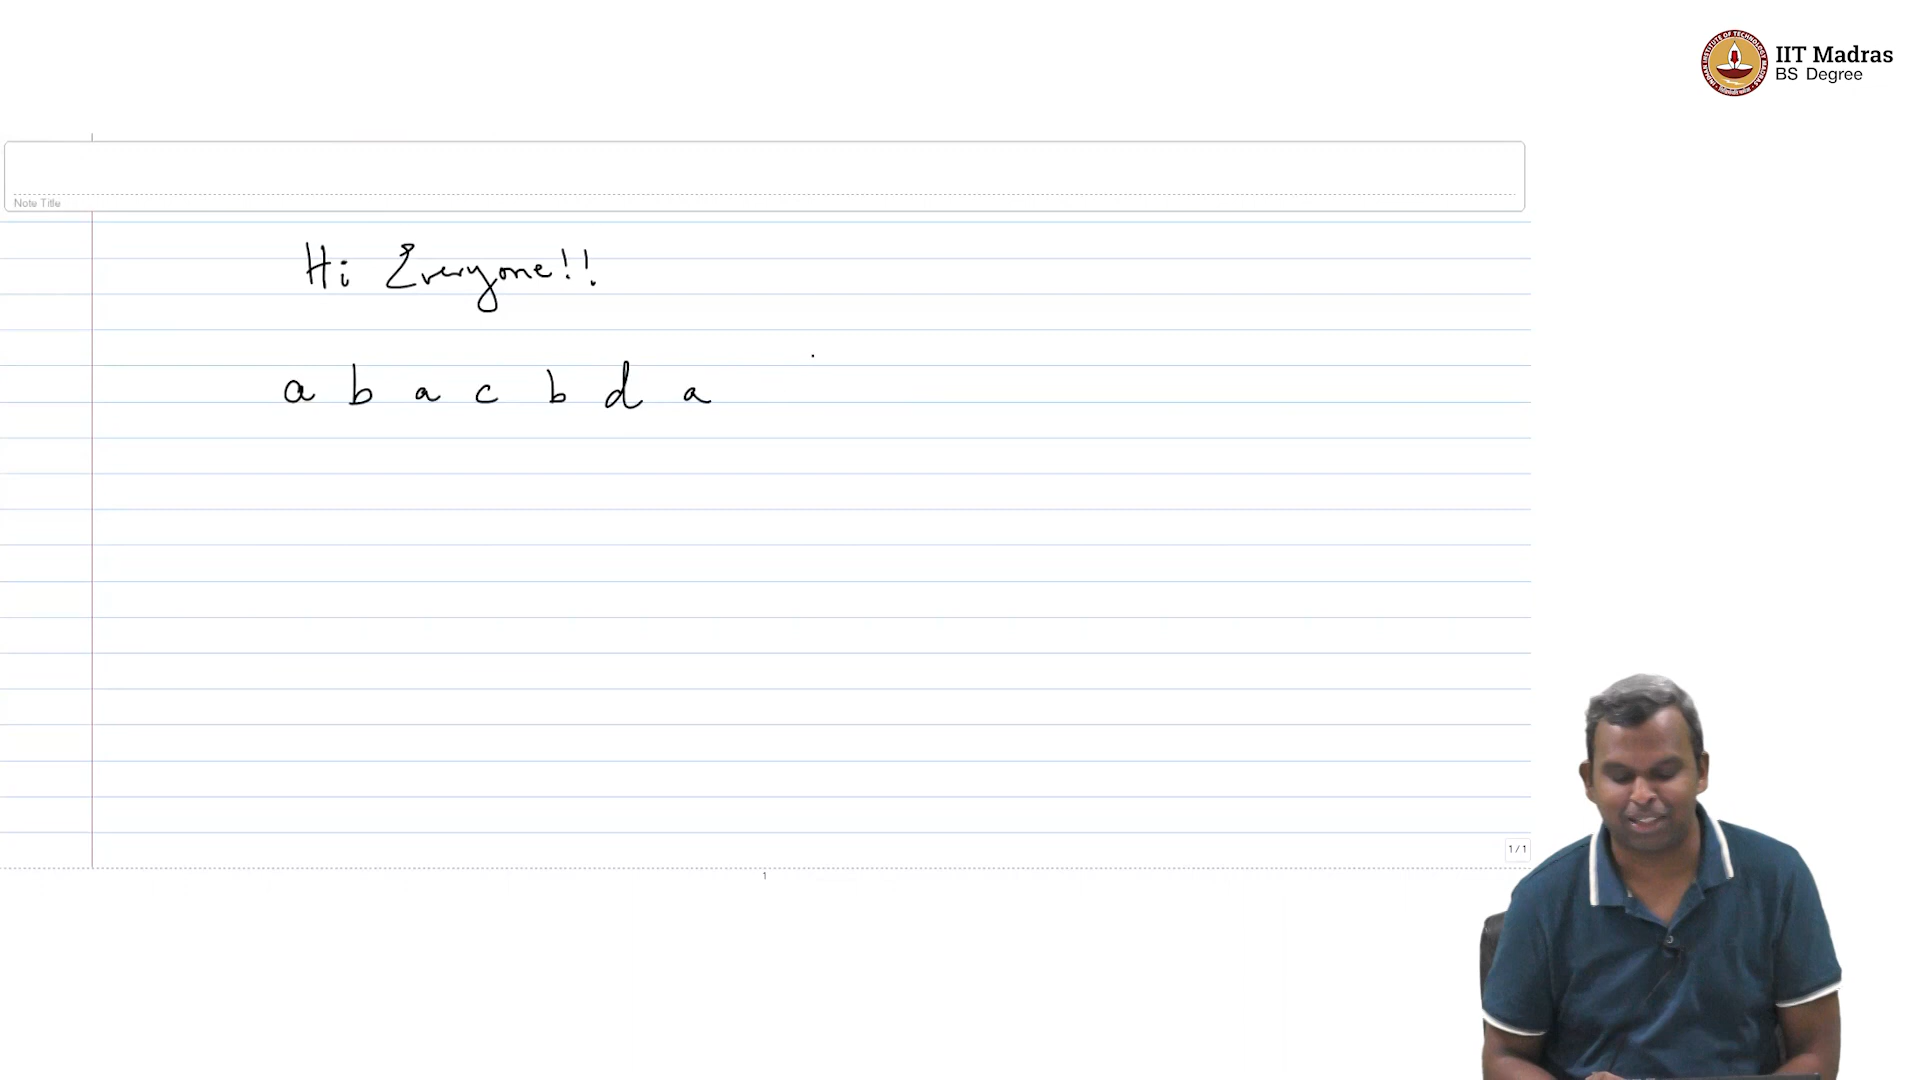 IIT Madras
BS Degree
Note Title
Hi Everyone!!
a b a c b d a
1/1
1